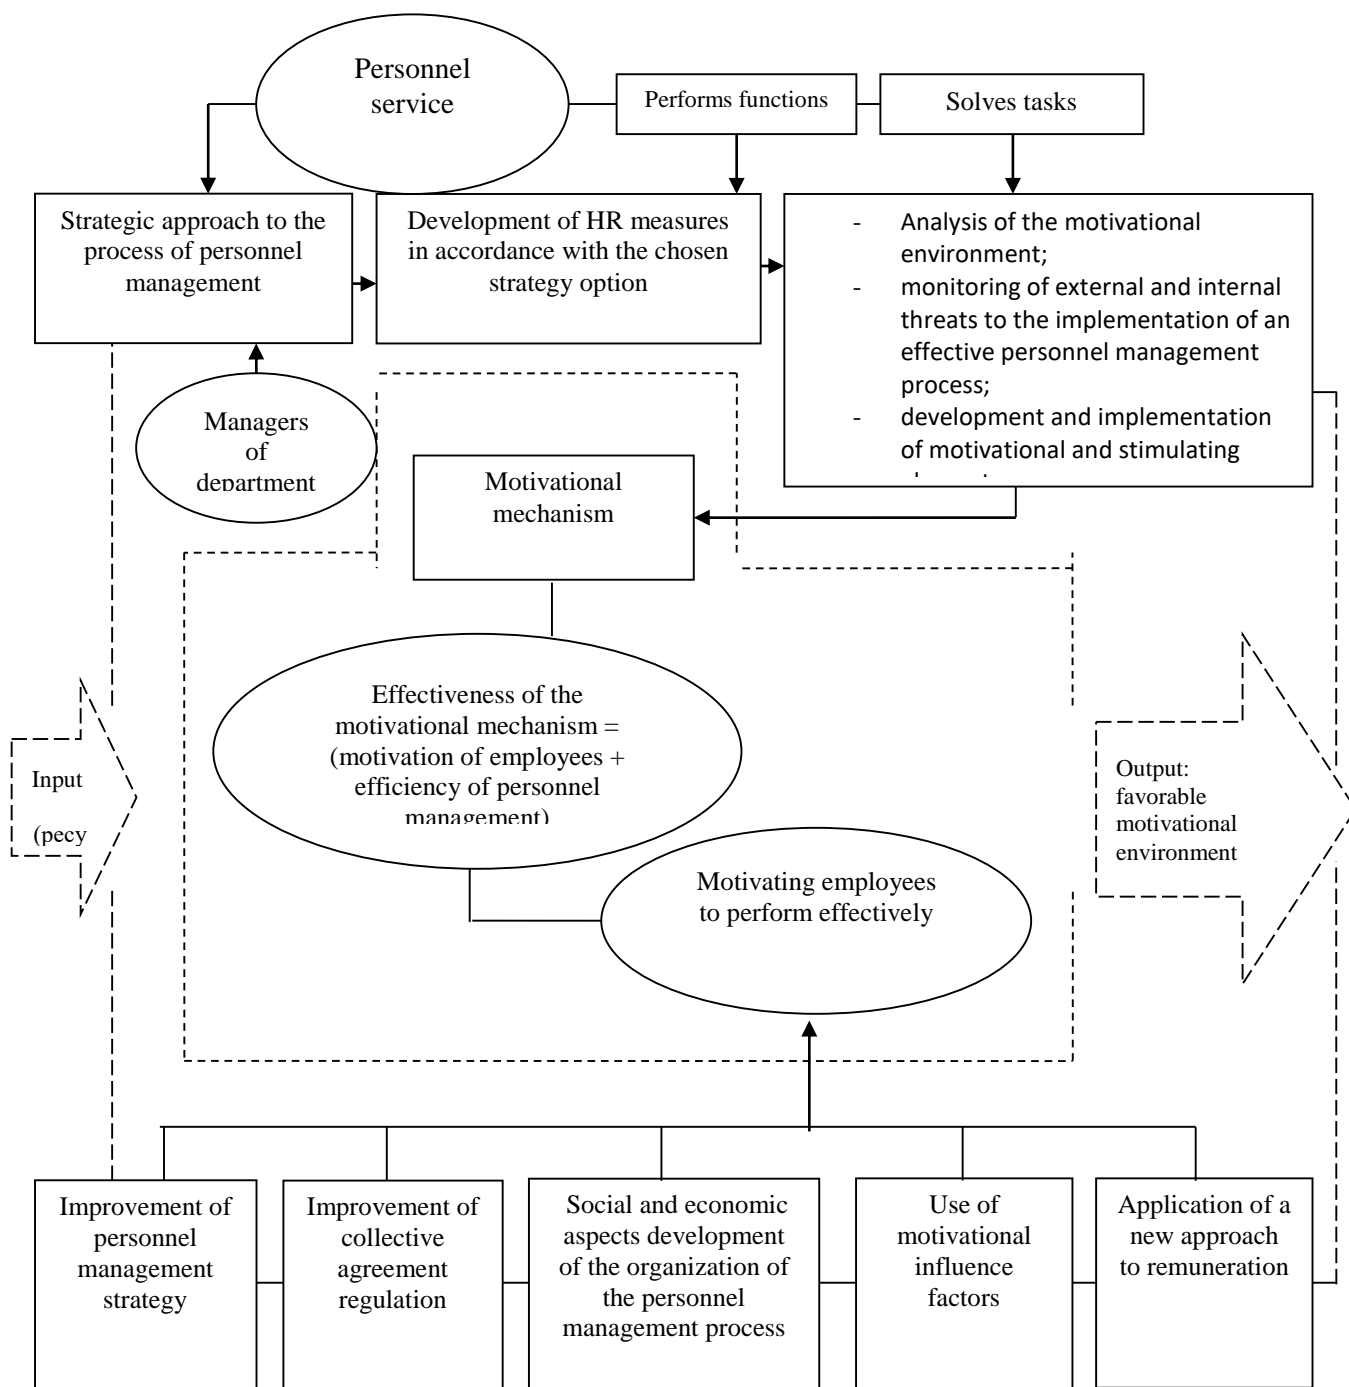 Personnel
service
Performs functions
Solves tasks
Strategic approach to the
process of personnel
management
Development of HR measures
in accordance with the chosen
strategy option
- Analysis of the motivational
environment;
- monitoring of external and internal
threats to the implementation of an
effective personnel management
process;
- development and implementation
of motivational and stimulating
Managers
of
department
Motivational
mechanism
Effectiveness of the
motivational mechanism =
(motivation of employees +
efficiency of personnel
management)
Input
(pecy
Output:
favorable
motivational
environment
Motivating employees
to perform effectively
Improvement of
personnel
management
strategy
Improvement of
collective
agreement
regulation
Social and economic
aspects development
of the organization of
the personnel
management process
Use of
motivational
influence
factors
Application of a
new approach
to remuneration